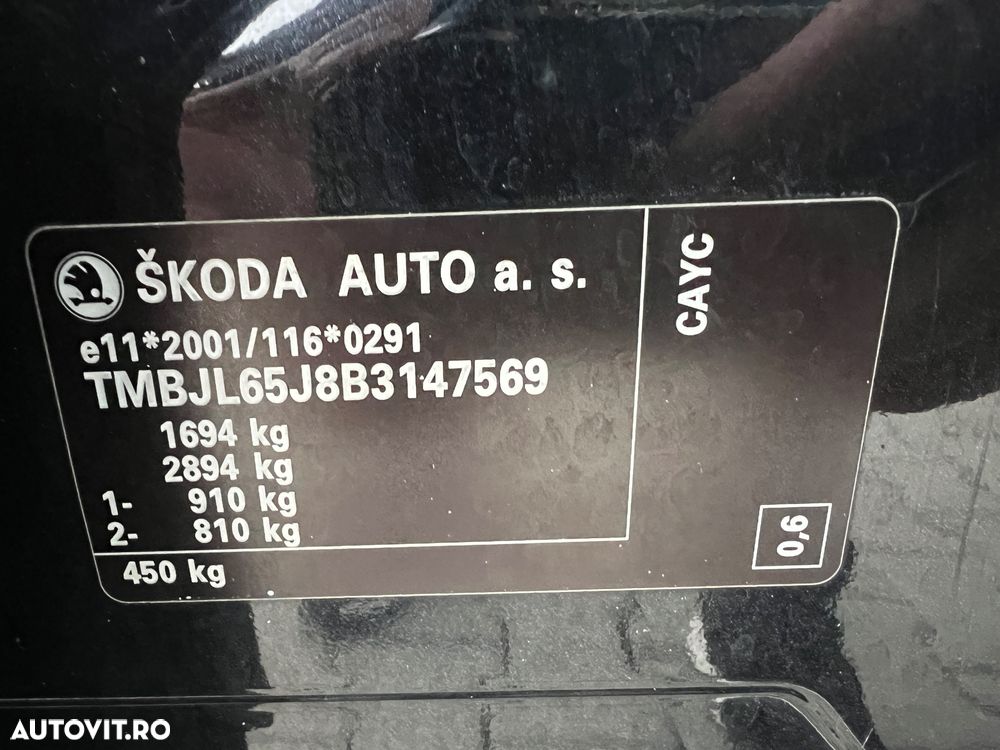 ŠKODA AUTO a. s.
e11*2001/116*0291
TMBJL65J8B3147569
1694 kg
2894 kg
1- 910 kg
2- 810 kg
450 kg
CAYC
0,6
AUTOVIT.RO